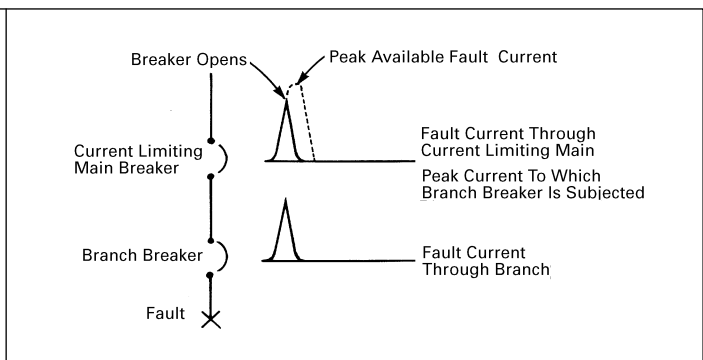 Breaker Opens
Peak Available Fault Current
Current Limiting
Main Breaker
Fault Current Through
Current Limiting Main
Peak Current To Which
Branch Breaker Is Subjected
Branch Breaker
Fault Current
Through Branch
Fault